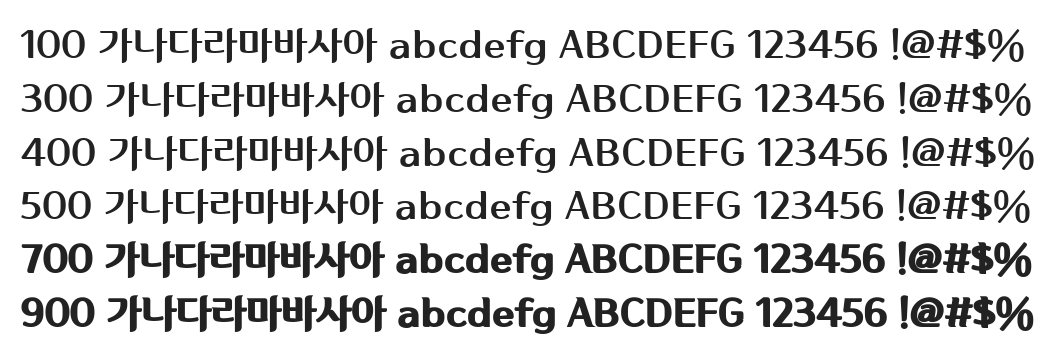 100 가나다라마바사아 abcdefg ABCDEFG 123456 !@#$%
300 가나다라마바사아 abcdefg ABCDEFG 123456 !@#$%
400 가나다라마바사아 abcdefg ABCDEFG 123456 !@#$%
500 가나다라마바사아 abcdefg ABCDEFG 123456 !@#$%
700 가나다라마바사아 abcdefg ABCDEFG 123456 !@#$%
900 가나다라마바사아 abcdefg ABCDEFG 123456 !@#$%